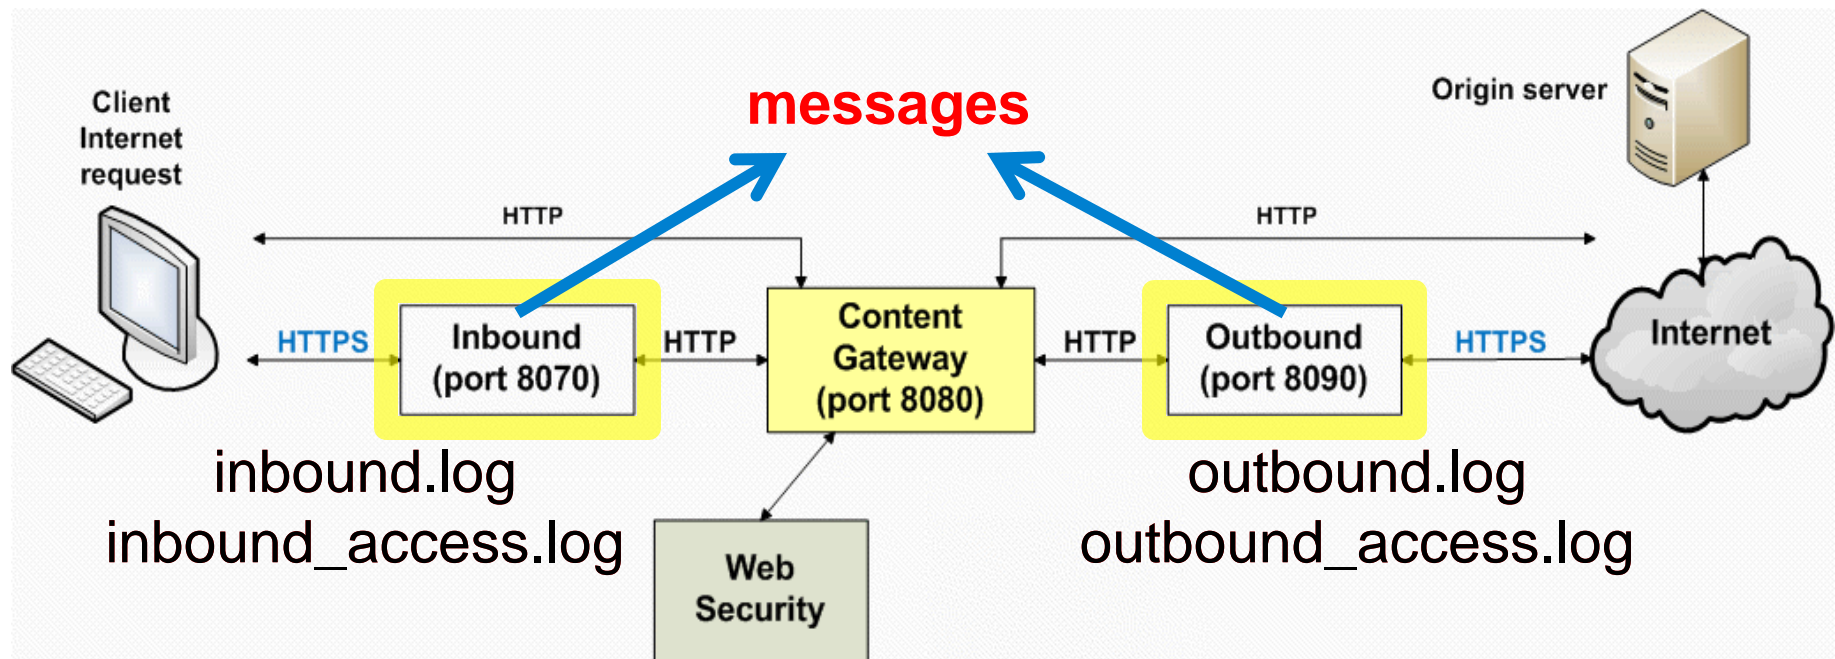 messages
Origin server
Client
Internet
request
HTTP
HTTP
HTTPS
Inbound
(port 8070)
HTTP
Content
Gateway
(port 8080)
HTTP
Outbound
(port 8090)
HTTPS
Internet
inbound.log
inbound_access.log
outbound.log
outbound_access.log
Web
Security